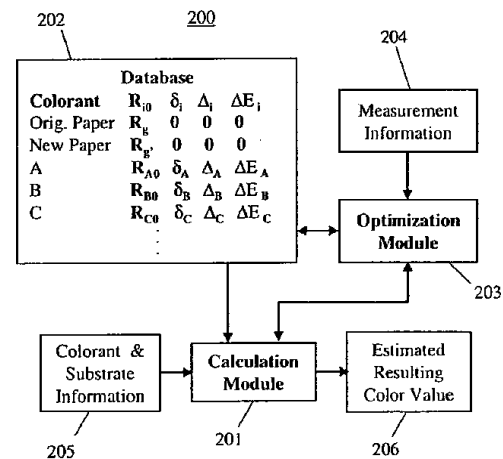 200
202
Database
Colorant R_i0 δ_i Δ_i ΔE_i
Orig. Paper R_g 0 0 0
New Paper R_g' 0 0 0
A R_A0 δ_A Δ_A ΔE_A
B R_B0 δ_B Δ_B ΔE_B
C R_C0 δ_C Δ_C ΔE_C
204
Measurement
Information
Optimization
Module
203
Colorant &
Substrate
Information
205
Calculation
Module
201
Estimated
Resulting
Color Value
206